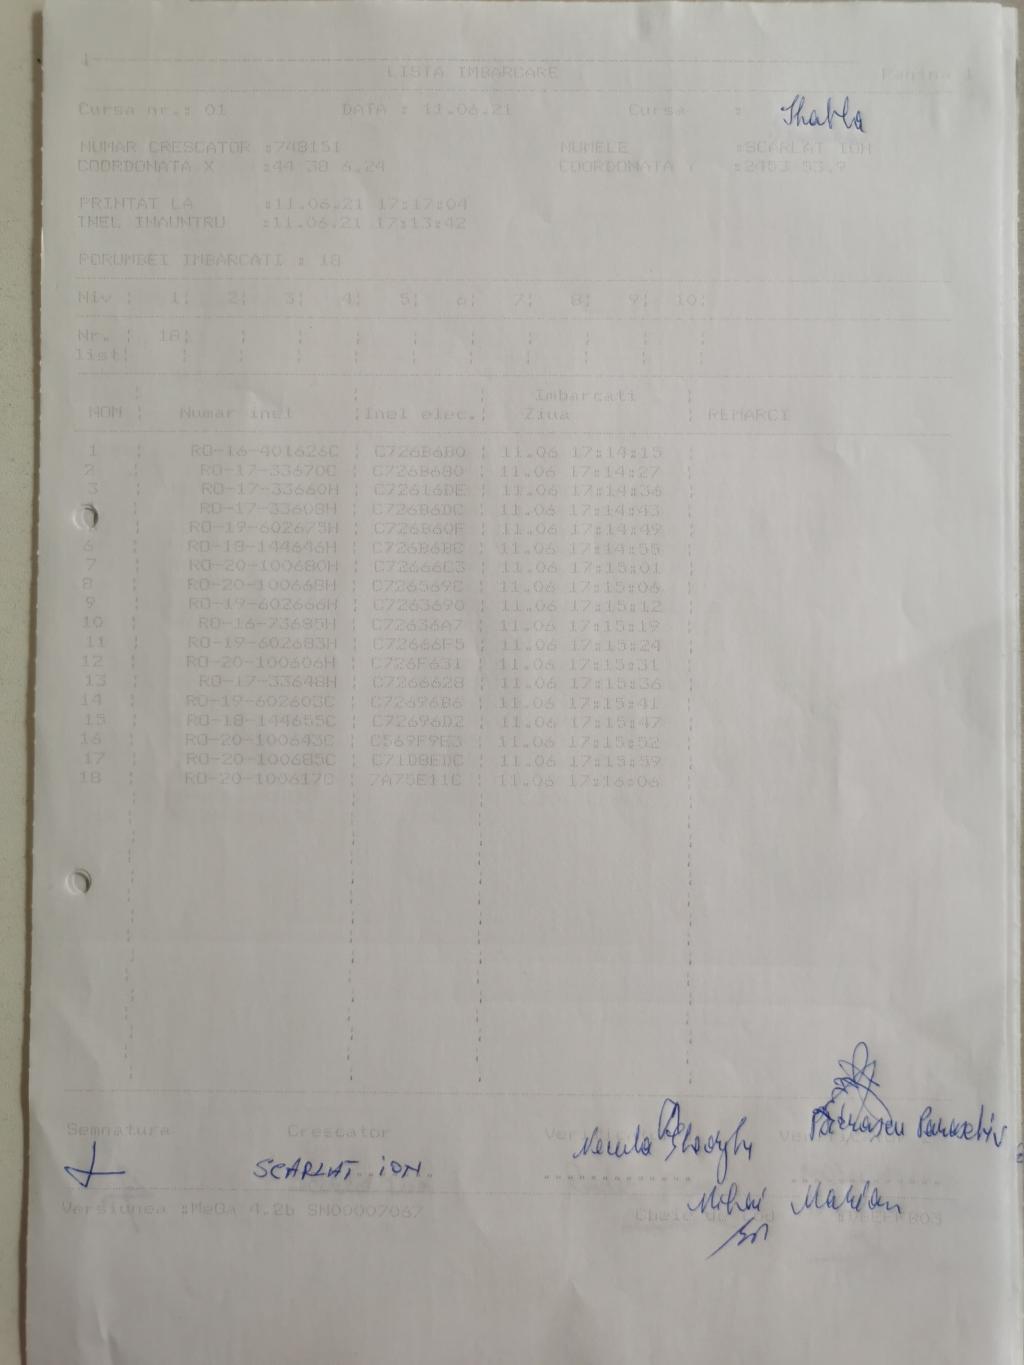 LISTA IMBARCARE Pagina 1
Cursa nr.: 01 DATA : 11.06.21 Cursa : Shabla
NUMAR CRESCATOR :748151 NUMELE :SCARLAT ION
COORDONATA X :44 38 6.24 COORDONATA Y :2453 53.9
PRINTAT LA :11.06.21 17:17:04
INEL INAUNTRU :11.06.21 17:13:42
PORUMBEI IMBARCATI : 18
Niv : 1: 2: 3: 4: 5: 6: 7: 8: 9: 10:
Nr. : 18: : : : : : : : : :
list: : : : : : : : : : :
Imbarcati
NOM : Numar inel :Inel elec.: Ziua : REMARCI
1 : RO-16-401626C : C726B6B0 : 11.06 17:14:15 :
2 : RO-17-33670C : C726B680 : 11.06 17:14:27 :
3 : RO-17-33660H : C72616DE : 11.06 17:14:36 :
RO-17-33608H : C726B6DC : 11.06 17:14:43 :
RO-19-602675H : C726B60F : 11.06 17:14:49 :
6 : RO-18-144646H : C726B6BC : 11.06 17:14:55 :
7 : RO-20-100680H : C72666C3 : 11.06 17:15:01 :
8 : RO-20-100668H : C726569C : 11.06 17:15:06 :
9 : RO-19-602666H : C7263690 : 11.06 17:15:12 :
10 : RO-16-73685H : C72636A7 : 11.06 17:15:19 :
11 : RO-19-602683H : C72666F5 : 11.06 17:15:24 :
12 : RO-20-100606H : C726F631 : 11.06 17:15:31 :
13 : RO-17-33648H : C7266628 : 11.06 17:15:36 :
14 : RO-19-602603C : C72696B6 : 11.06 17:15:41 :
15 : RO-18-144655C : C72696D2 : 11.06 17:15:47 :
16 : RO-20-100643C : C569F9E3 : 11.06 17:15:52 :
17 : RO-20-100685C : C71D8EDC : 11.06 17:15:59 :
18 : RO-20-100617C : 7A75E11C : 11.06 17:16:06 :
Semnatura Crescator
SCARLAT ION
Mihai Marian
Versiunea :MeGa 4.2b SN00007067 Cheie de